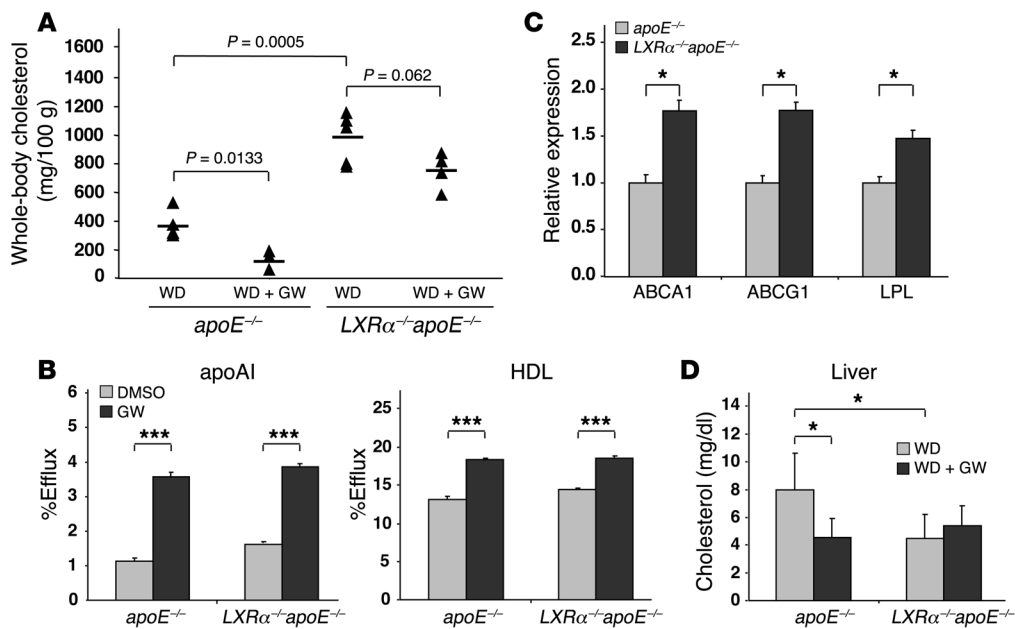 A
Whole-body cholesterol
(mg/100 g)
1600
1400
1200
1000
800
600
400
200
0
P = 0.0005
P = 0.062
P = 0.0133
WD
WD + GW
WD
WD + GW
apoE–/–
LXRα–/–apoE–/–
C
apoE–/–
LXRα–/–apoE–/–
Relative expression
2.5
2.0
1.5
1.0
0.5
0.0
*
*
*
ABCA1
ABCG1
LPL
B
apoAI
DMSO
GW
%Efflux
6
5
4
3
2
1
0
***
***
apoE–/–
LXRα–/–apoE–/–
HDL
%Efflux
25
20
15
10
5
0
***
***
apoE–/–
LXRα–/–apoE–/–
D
Liver
Cholesterol (mg/dl)
14
12
10
8
6
4
2
0
*
*
WD
WD + GW
apoE–/–
LXRα–/–apoE–/–